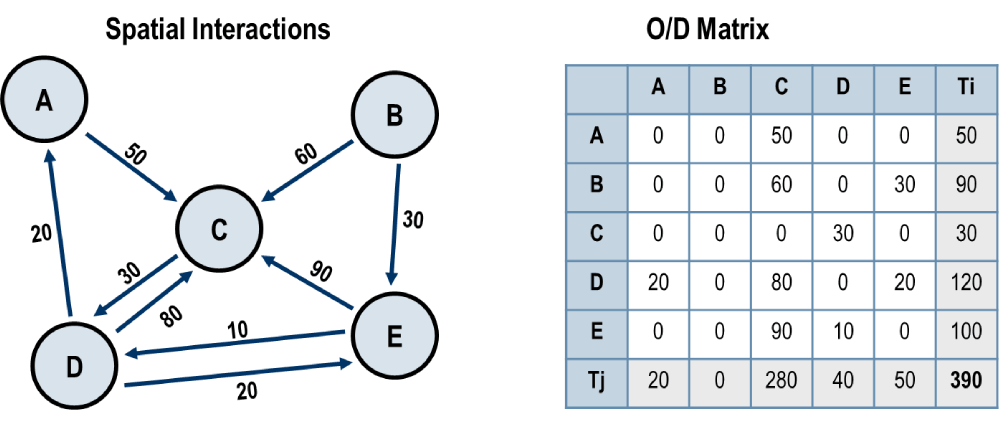 Spatial Interactions
A
B
50
60
20
C
30
30
90
80
10
D
E
20
O/D Matrix
A B C D E Ti
A 0 0 50 0 0 50
B 0 0 60 0 30 90
C 0 0 0 30 0 30
D 20 0 80 0 20 120
E 0 0 90 10 0 100
Tj 20 0 280 40 50 390